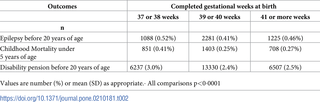 Outcomes
Completed gestational weeks at birth
37 or 38 weeks
39 or 40 weeks
41 or more weeks
n
Epilepsy before 20 years of age
1088 (0.52%)
2281 (0.41%)
1225 (0.46%)
Childhood Mortality under
5 years of age
851 (0.41%)
1403 (0.25%)
708 (0.27%)
Disability pension before 20 years of age
6237 (3.0%)
13330 (2.4%)
6507 (2.5%)
Values are number (%) or mean (SD) as appropriate.- All comparisons p<0·0001
https://doi.org/10.1371/journal.pone.0210181.t002